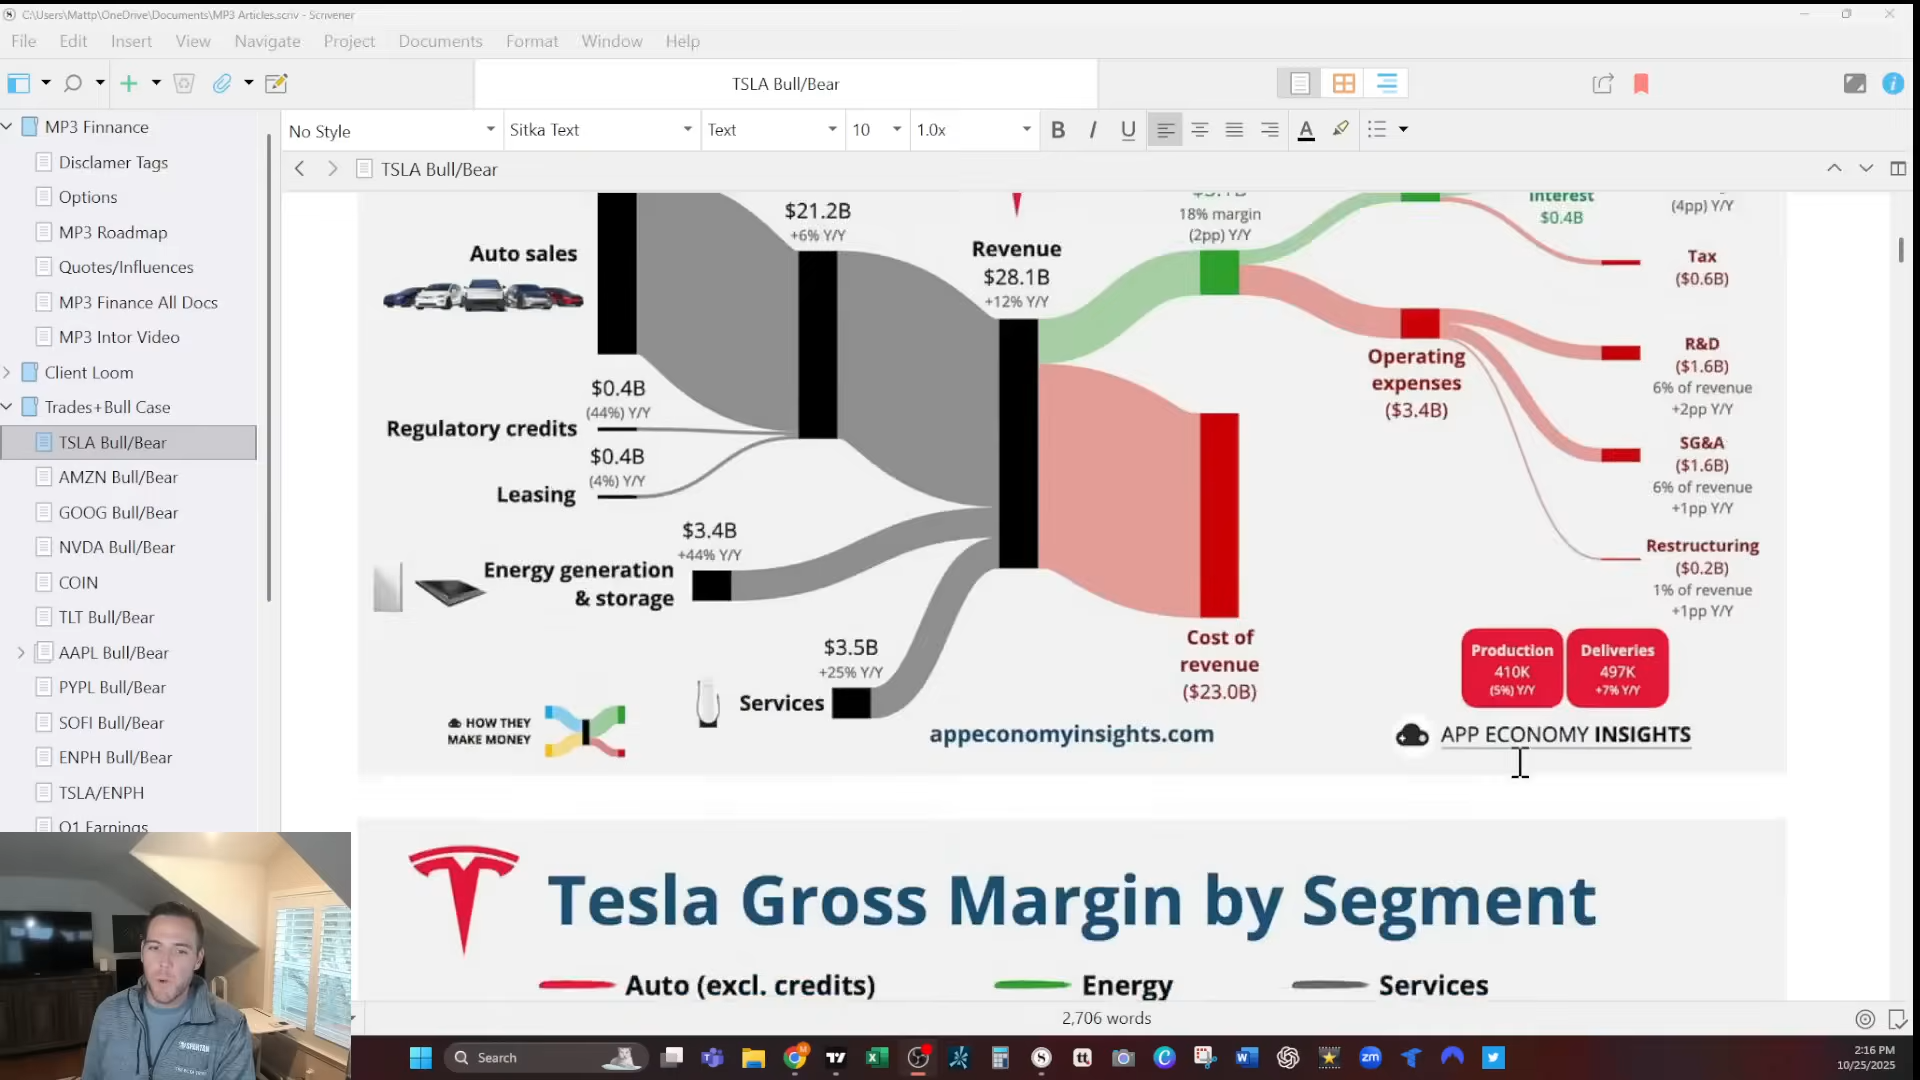 C:\Users\Mattp\OneDrive\Documents\MP3 Articles.scriv - Scrivener
File Edit Insert View Navigate Project Documents Format Window Help
TSLA Bull/Bear
No Style Sitka Text Text 10 1.0x B I U A
TSLA Bull/Bear
MP3 Finnance
Disclamer Tags
Options
MP3 Roadmap
Quotes/Influences
MP3 Finance All Docs
MP3 Intor Video
Client Loom
Trades+Bull Case
TSLA Bull/Bear
AMZN Bull/Bear
GOOG Bull/Bear
NVDA Bull/Bear
COIN
TLT Bull/Bear
AAPL Bull/Bear
PYPL Bull/Bear
SOFI Bull/Bear
ENPH Bull/Bear
TSLA/ENPH
Q1 Earnings
Auto sales
$21.2B
+6% Y/Y
Regulatory credits
$0.4B
(44%) Y/Y
Leasing
$0.4B
(4%) Y/Y
Energy generation
& storage
$3.4B
+44% Y/Y
Services
$3.5B
+25% Y/Y
Revenue
$28.1B
+12% Y/Y
18% margin
(2pp) Y/Y
Cost of
revenue
($23.0B)
Operating
expenses
($3.4B)
Interest
$0.4B
(4pp) Y/Y
Tax
($0.6B)
R&D
($1.6B)
6% of revenue
+2pp Y/Y
SG&A
($1.6B)
6% of revenue
+1pp Y/Y
Restructuring
($0.2B)
1% of revenue
+1pp Y/Y
Production
410K
(5%) Y/Y
Deliveries
497K
+7% Y/Y
HOW THEY
MAKE MONEY
appeconomyinsights.com
APP ECONOMY INSIGHTS
Tesla Gross Margin by Segment
Auto (excl. credits) Energy Services
2,706 words
SPARTAN
Search
2:16 PM
10/25/2025